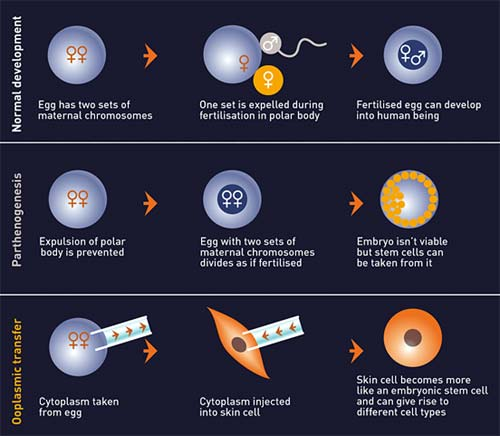 Normal development
Egg has two sets of
maternal chromosomes
One set is expelled during
fertilisation in polar body
Fertilised egg can develop
into human being
Parthenogenesis
Expulsion of polar
body is prevented
Egg with two sets of
maternal chromosomes
divides as if fertilised
Embryo isn't viable
but stem cells can
be taken from it
Ooplasmic transfer
Cytoplasm taken
from egg
Cytoplasm injected
into skin cell
Skin cell becomes more
like an embryonic stem cell
and can give rise to
different cell types